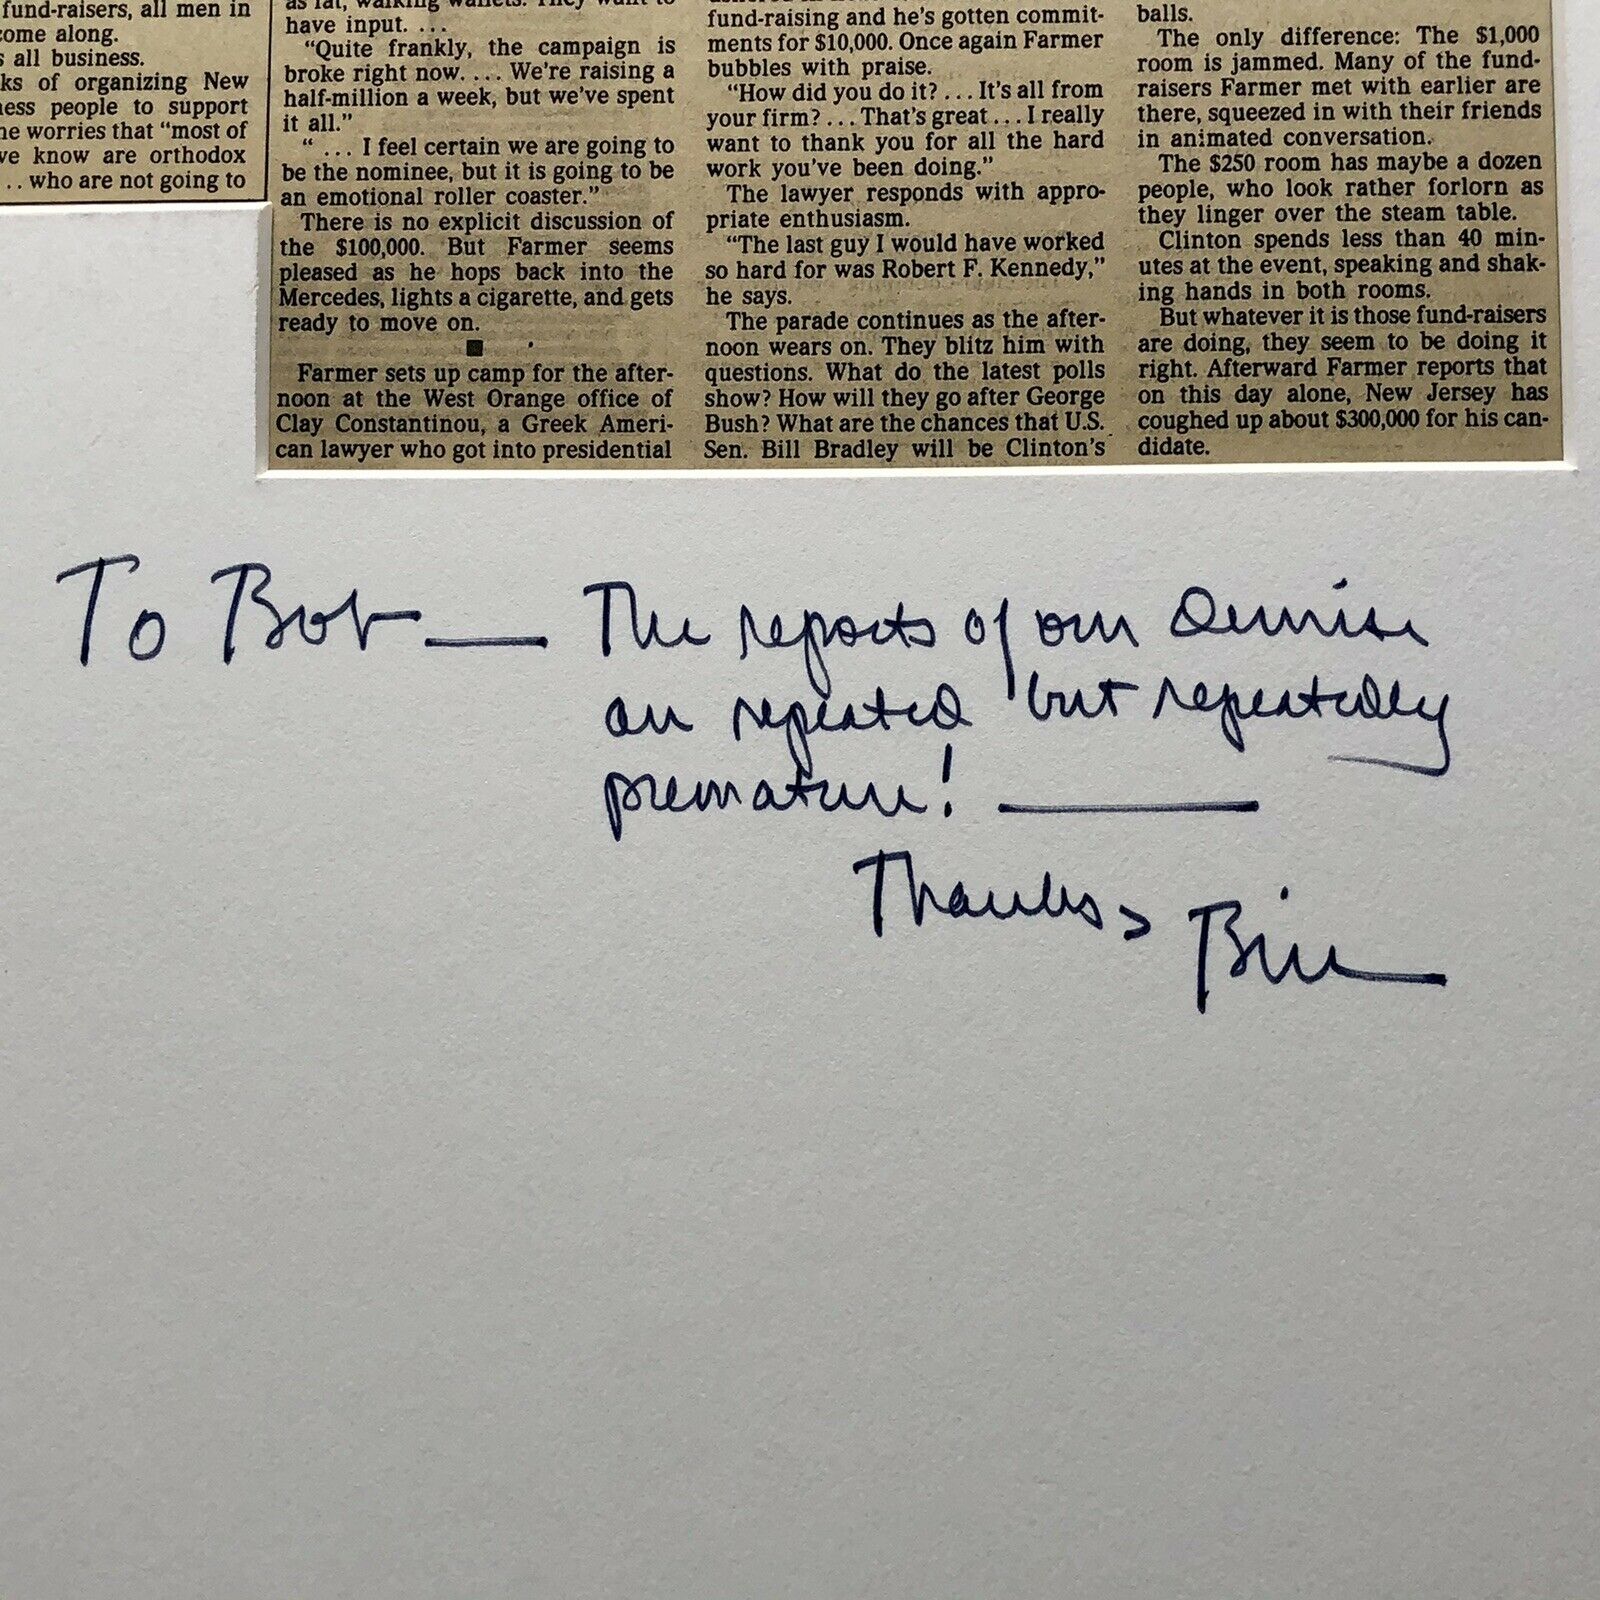 fund-raisers, all men in
come along.
s all business.
ks of organizing New
ness people to support
he worries that “most of
ve know are orthodox
.. who are not going to
as fat, walking wallets. They want to
have input. ...
“Quite frankly, the campaign is
broke right now. ... We're raising a
half-million a week, but we've spent
it all.”
“ ... I feel certain we are going to
be the nominee, but it is going to be
an emotional roller coaster.”
There is no explicit discussion of
the $100,000. But Farmer seems
pleased as he hops back into the
Mercedes, lights a cigarette, and gets
ready to move on.
■
Farmer sets up camp for the after-
noon at the West Orange office of
Clay Constantinou, a Greek Ameri-
can lawyer who got into presidential
fund-raising and he's gotten commit-
ments for $10,000. Once again Farmer
bubbles with praise.
“How did you do it? ... It's all from
your firm? ... That's great ... I really
want to thank you for all the hard
work you've been doing.”
The lawyer responds with appro-
priate enthusiasm.
“The last guy I would have worked
so hard for was Robert F. Kennedy,”
he says.
The parade continues as the after-
noon wears on. They blitz him with
questions. What do the latest polls
show? How will they go after George
Bush? What are the chances that U.S.
Sen. Bill Bradley will be Clinton's
balls.
The only difference: The $1,000
room is jammed. Many of the fund-
raisers Farmer met with earlier are
there, squeezed in with their friends
in animated conversation.
The $250 room has maybe a dozen
people, who look rather forlorn as
they linger over the steam table.
Clinton spends less than 40 min-
utes at the event, speaking and shak-
ing hands in both rooms.
But whatever it is those fund-raisers
are doing, they seem to be doing it
right. Afterward Farmer reports that
on this day alone, New Jersey has
coughed up about $300,000 for his can-
didate.
To Bob — The reports of our demise
are repeated but repeatedly
premature! —
Thanks, Bill